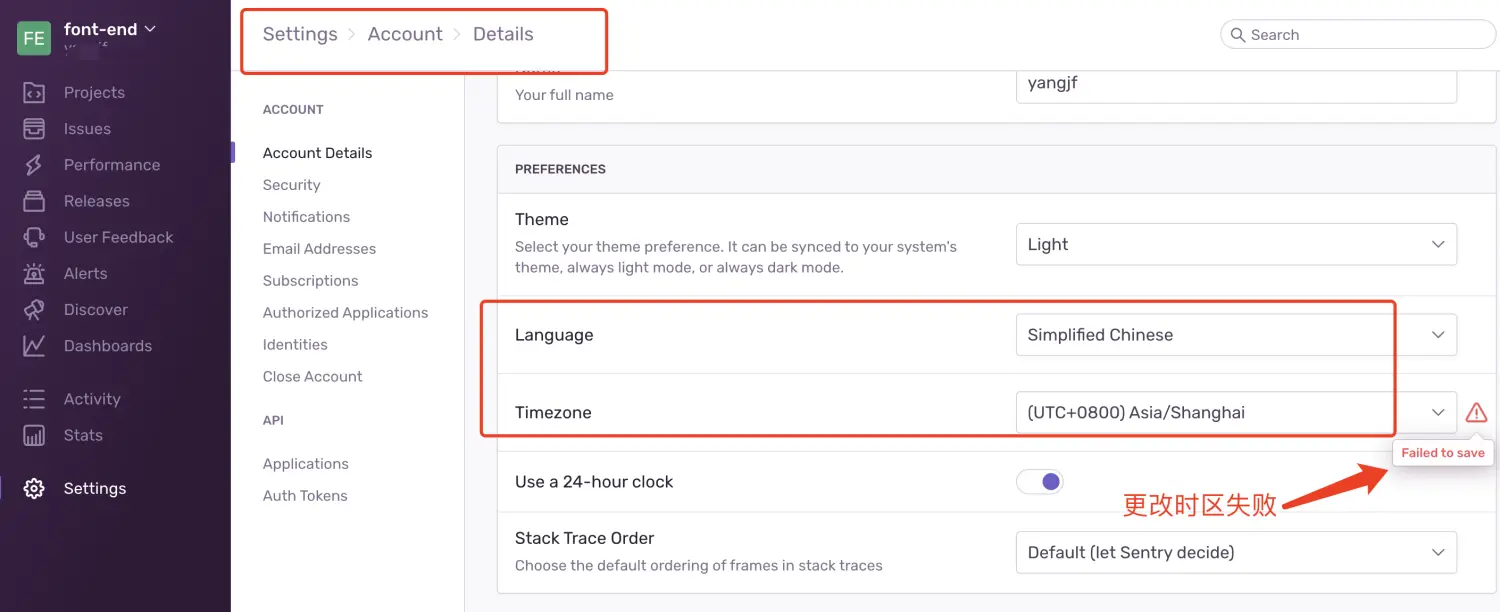 FE
font-end
Projects
Issues
Performance
Releases
User Feedback
Alerts
Discover
Dashboards
Activity
Stats
Settings
Settings > Account > Details
Search
ACCOUNT
Account Details
Security
Notifications
Email Addresses
Subscriptions
Authorized Applications
Identities
Close Account
API
Applications
Auth Tokens
Your full name
yangjf
PREFERENCES
Theme
Select your theme preference. It can be synced to your system's
theme, always light mode, or always dark mode.
Light
Language
Simplified Chinese
Timezone
(UTC+0800) Asia/Shanghai
Failed to save
Use a 24-hour clock
更改时区失败
Stack Trace Order
Choose the default ordering of frames in stack traces
Default (let Sentry decide)